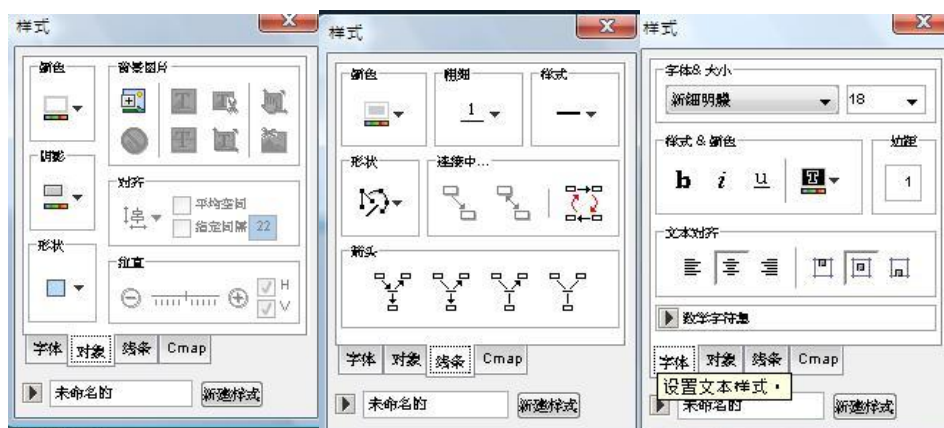 样式
颜色
背景图片
阴影
对齐
平均空间
指定间隔 22
形状
拉直
H
V
字体 对象 线条 Cmap
未命名的 新建样式
样式
颜色 粗细 样式
1
形状 连接中...
箭头
字体 对象 线条 Cmap
未命名的 新建样式
样式
字体& 大小
新細明體 18
样式 & 颜色 边距
b i u T 1
文本对齐
数学字符集
字体 对象 线条 Cmap
设置文本样式。
未命名的 新建样式